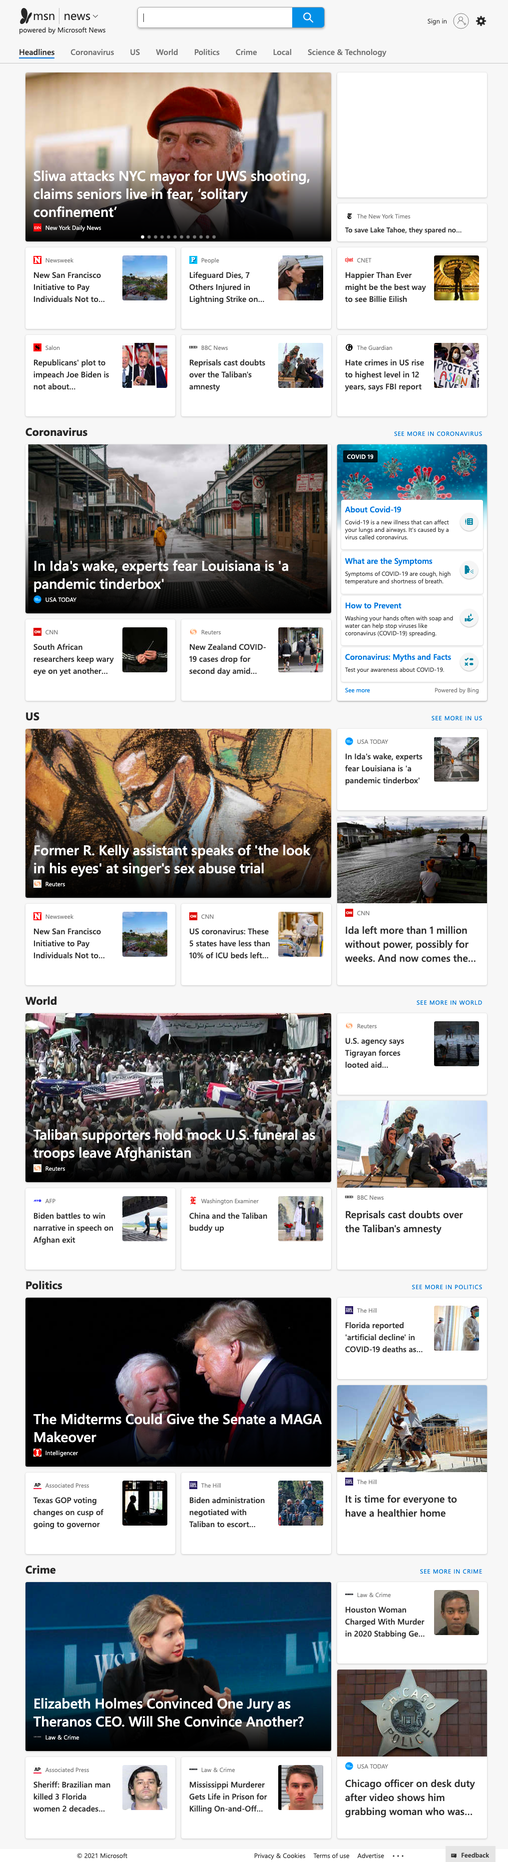 msn | news
powered by Microsoft News
Sign in
Headlines Coronavirus US World Politics Crime Local Science & Technology
Sliwa attacks NYC mayor for UWS shooting,
claims seniors live in fear, ‘solitary
confinement’
New York Daily News
The New York Times
To save Lake Tahoe, they spared no...
Newsweek
New San Francisco
Initiative to Pay
Individuals Not to...
People
Lifeguard Dies, 7
Others Injured in
Lightning Strike on...
CNET
Happier Than Ever
might be the best way
to see Billie Eilish
Salon
Republicans' plot to
impeach Joe Biden is
not about...
BBC News
Reprisals cast doubts
over the Taliban's
amnesty
The Guardian
Hate crimes in US rise
to highest level in 12
years, says FBI report
Coronavirus
SEE MORE IN CORONAVIRUS
In Ida's wake, experts fear Louisiana is 'a
pandemic tinderbox'
USA TODAY
COVID 19
About Covid-19
Covid-19 is a new illness that can affect
your lungs and airways. It's caused by a
virus called coronavirus.
What are the Symptoms
Symptoms of COVID-19 are cough, high
temperature and shortness of breath.
How to Prevent
Washing your hands often with soap and
water can help stop viruses like
coronavirus (COVID-19) spreading.
Coronavirus: Myths and Facts
Test your awareness about COVID-19.
See more
Powered by Bing
CNN
South African
researchers keep wary
eye on yet another...
Reuters
New Zealand COVID-
19 cases drop for
second day amid...
US
SEE MORE IN US
Former R. Kelly assistant speaks of 'the look
in his eyes' at singer's sex abuse trial
Reuters
USA TODAY
In Ida's wake, experts
fear Louisiana is 'a
pandemic tinderbox'
CNN
Ida left more than 1 million
without power, possibly for
weeks. And now comes the...
Newsweek
New San Francisco
Initiative to Pay
Individuals Not to...
CNN
US coronavirus: These
5 states have less than
10% of ICU beds left...
World
SEE MORE IN WORLD
Taliban supporters hold mock U.S. funeral as
troops leave Afghanistan
Reuters
Reuters
U.S. agency says
Tigrayan forces
looted aid...
BBC News
Reprisals cast doubts over
the Taliban's amnesty
AFP
Biden battles to win
narrative in speech on
Afghan exit
Washington Examiner
China and the Taliban
buddy up
Politics
SEE MORE IN POLITICS
The Midterms Could Give the Senate a MAGA
Makeover
Intelligencer
The Hill
Florida reported
'artificial decline' in
COVID-19 deaths as...
The Hill
It is time for everyone to
have a healthier home
Associated Press
Texas GOP voting
changes on cusp of
going to governor
The Hill
Biden administration
negotiated with
Taliban to escort...
Crime
SEE MORE IN CRIME
Elizabeth Holmes Convinced One Jury as
Theranos CEO. Will She Convince Another?
Law & Crime
Law & Crime
Houston Woman
Charged With Murder
in 2020 Stabbing Ge...
CHICAGO
POLICE
USA TODAY
Chicago officer on desk duty
after video shows him
grabbing woman who was...
Associated Press
Sheriff: Brazilian man
killed 3 Florida
women 2 decades...
Law & Crime
Mississippi Murderer
Gets Life in Prison for
Killing On-and-Off...
© 2021 Microsoft
Privacy & Cookies Terms of use Advertise ...
Feedback